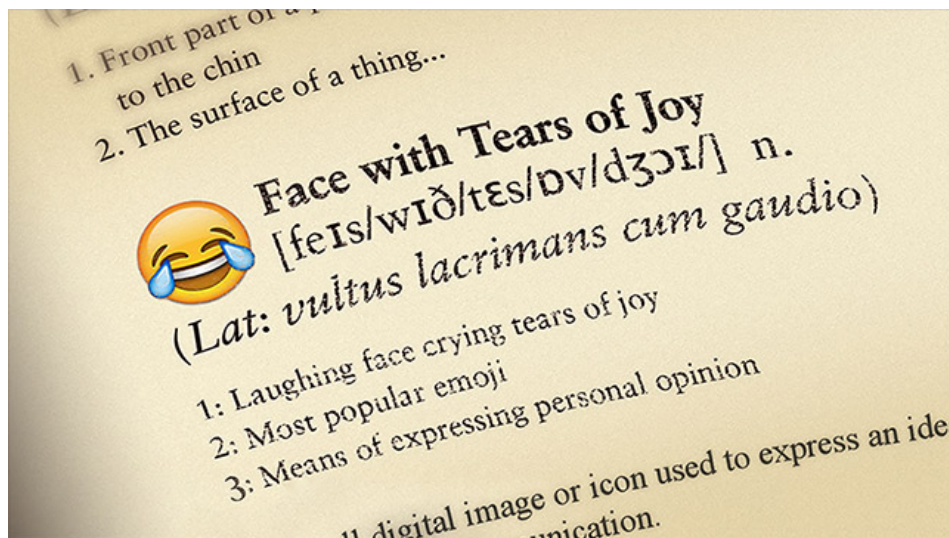 1. Front part of a
to the chin
2. The surface of a thing...
Face with Tears of Joy
[feɪs/wɪð/tɛs/ɒv/dʒɔɪ/] n.
(Lat: vultus lacrimans cum gaudio)
1: Laughing face crying tears of joy
2: Most popular emoji
3: Means of expressing personal opinion
digital image or icon used to express an ide